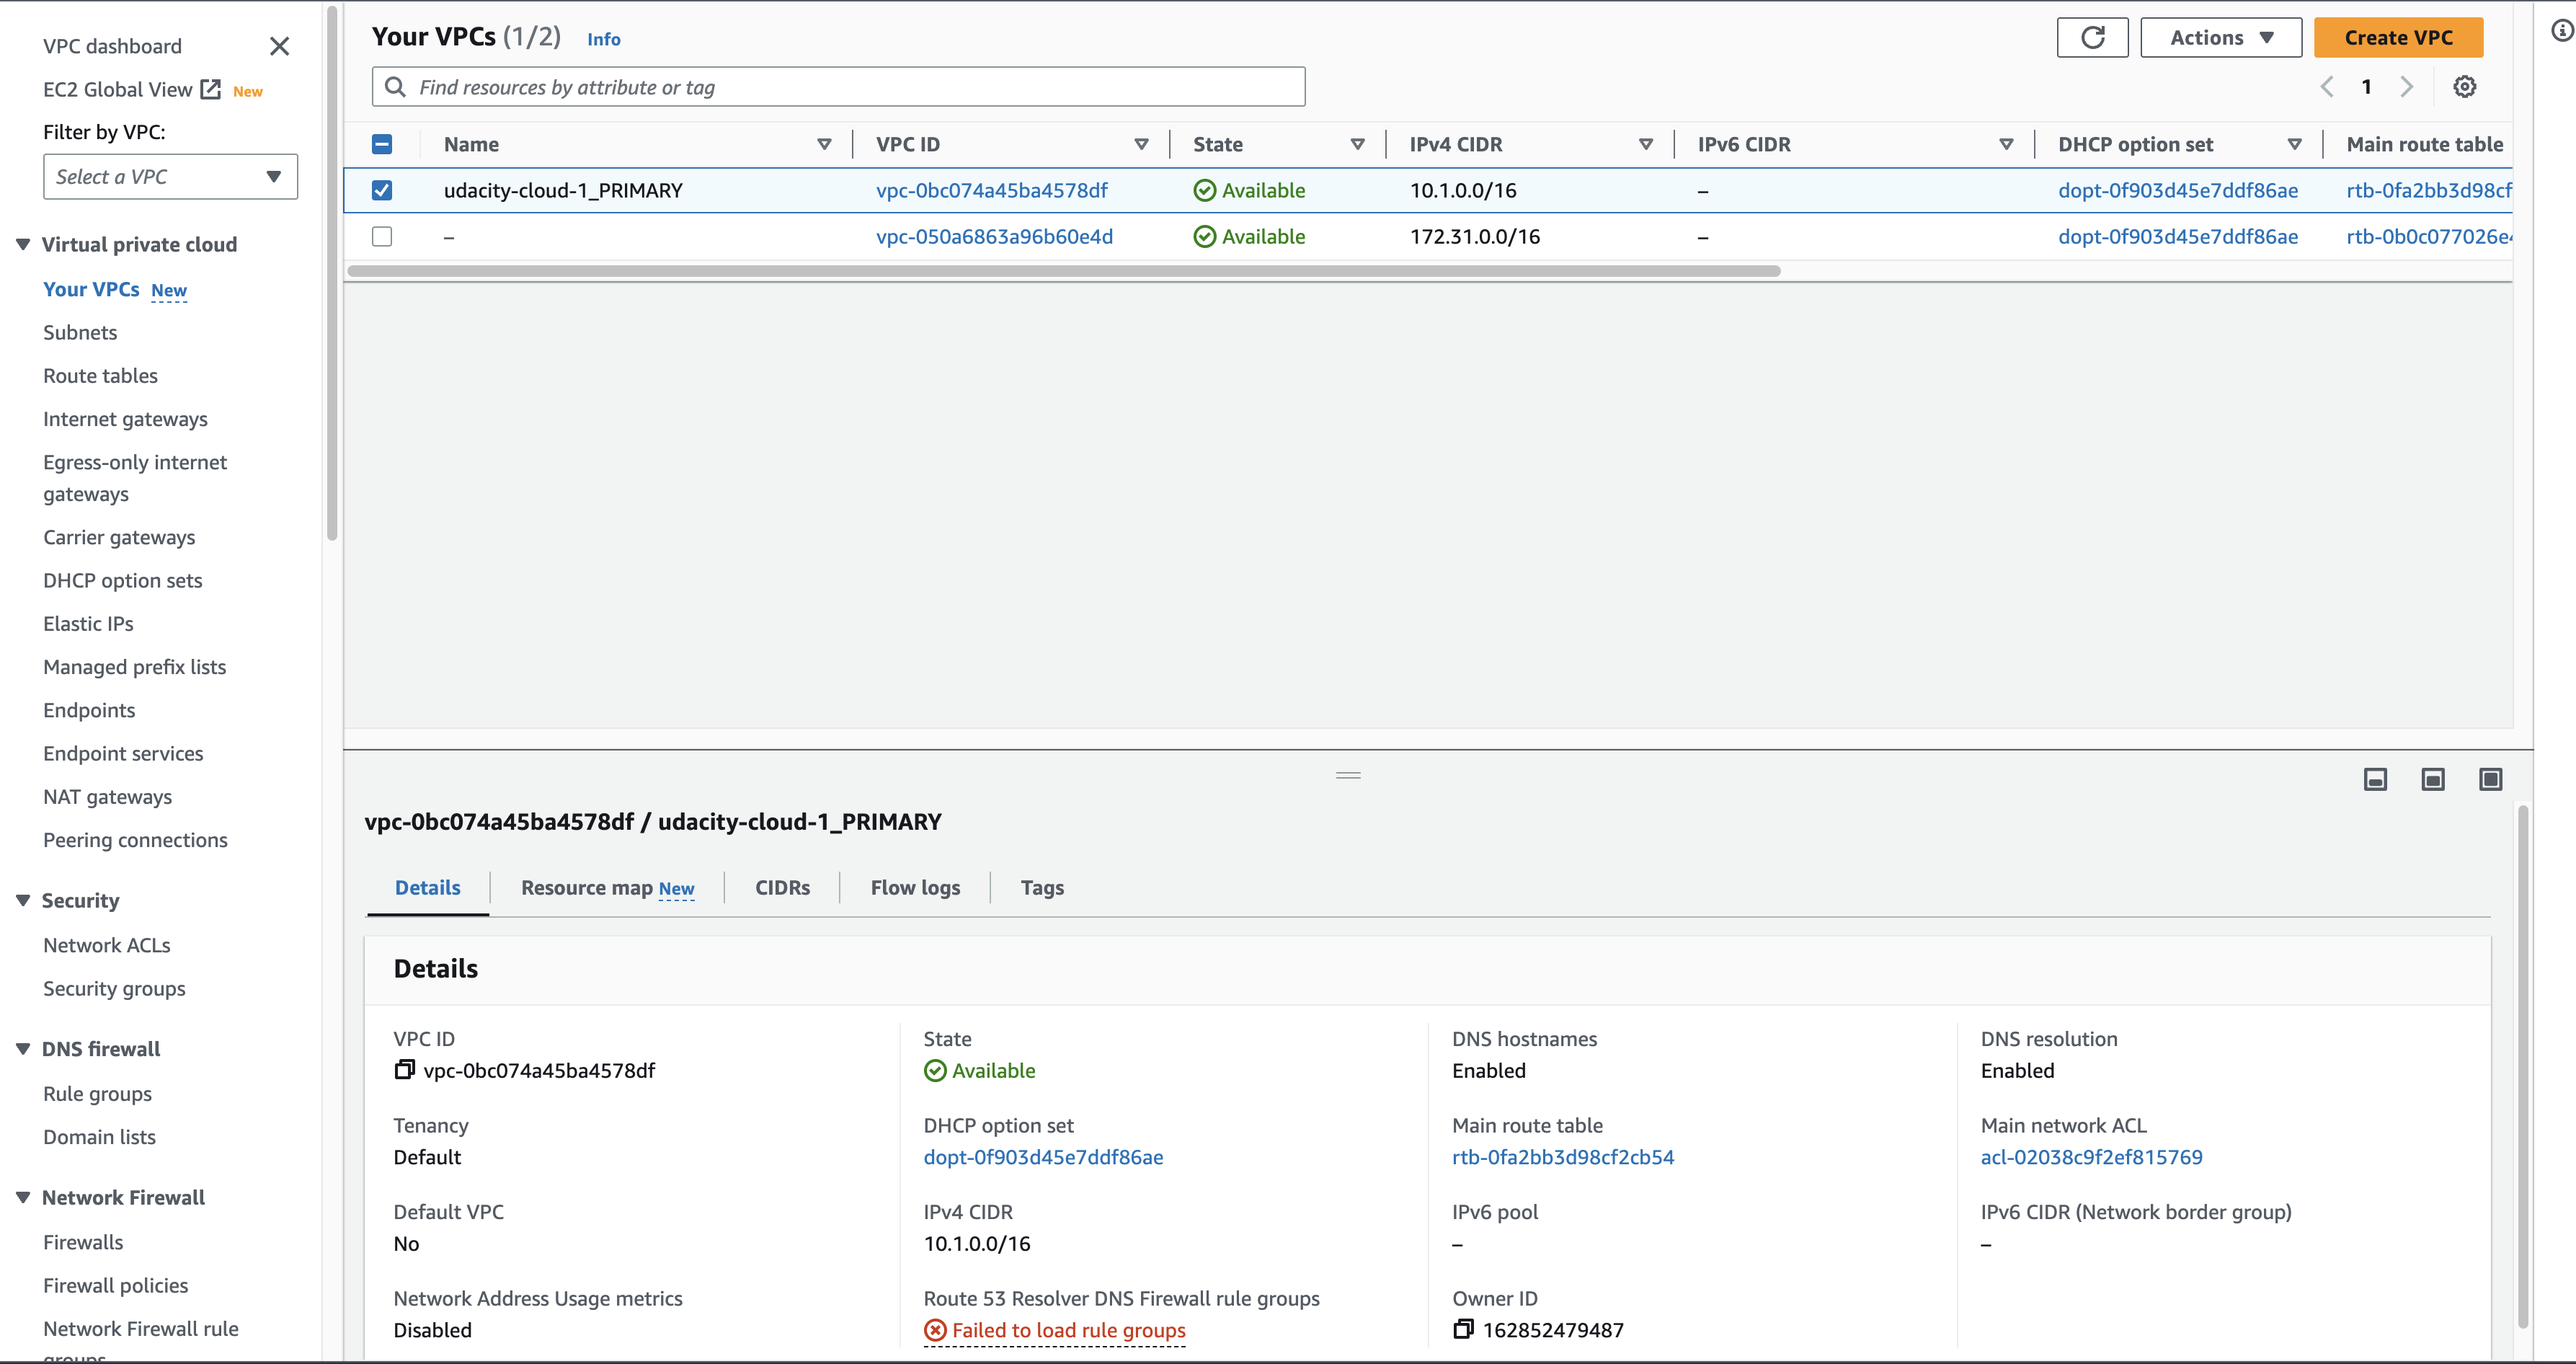 VPC dashboard
EC2 Global View New
Filter by VPC:
Select a VPC
Virtual private cloud
Your VPCs New
Subnets
Route tables
Internet gateways
Egress-only internet
gateways
Carrier gateways
DHCP option sets
Elastic IPs
Managed prefix lists
Endpoints
Endpoint services
NAT gateways
Peering connections
Security
Network ACLs
Security groups
DNS firewall
Rule groups
Domain lists
Network Firewall
Firewalls
Firewall policies
Network Firewall rule
groups
Your VPCs (1/2) Info
Actions
Create VPC
Find resources by attribute or tag
1
Name VPC ID State IPv4 CIDR IPv6 CIDR DHCP option set Main route table
udacity-cloud-1_PRIMARY vpc-0bc074a45ba4578df Available 10.1.0.0/16 – dopt-0f903d45e7ddf86ae rtb-0fa2bb3d98cf
– vpc-050a6863a96b60e4d Available 172.31.0.0/16 – dopt-0f903d45e7ddf86ae rtb-0b0c077026e4
vpc-0bc074a45ba4578df / udacity-cloud-1_PRIMARY
Details Resource map New CIDRs Flow logs Tags
Details
VPC ID
vpc-0bc074a45ba4578df
State
Available
DNS hostnames
Enabled
DNS resolution
Enabled
Tenancy
Default
DHCP option set
dopt-0f903d45e7ddf86ae
Main route table
rtb-0fa2bb3d98cf2cb54
Main network ACL
acl-02038c9f2ef815769
Default VPC
No
IPv4 CIDR
10.1.0.0/16
IPv6 pool
–
IPv6 CIDR (Network border group)
–
Network Address Usage metrics
Disabled
Route 53 Resolver DNS Firewall rule groups
Failed to load rule groups
Owner ID
162852479487